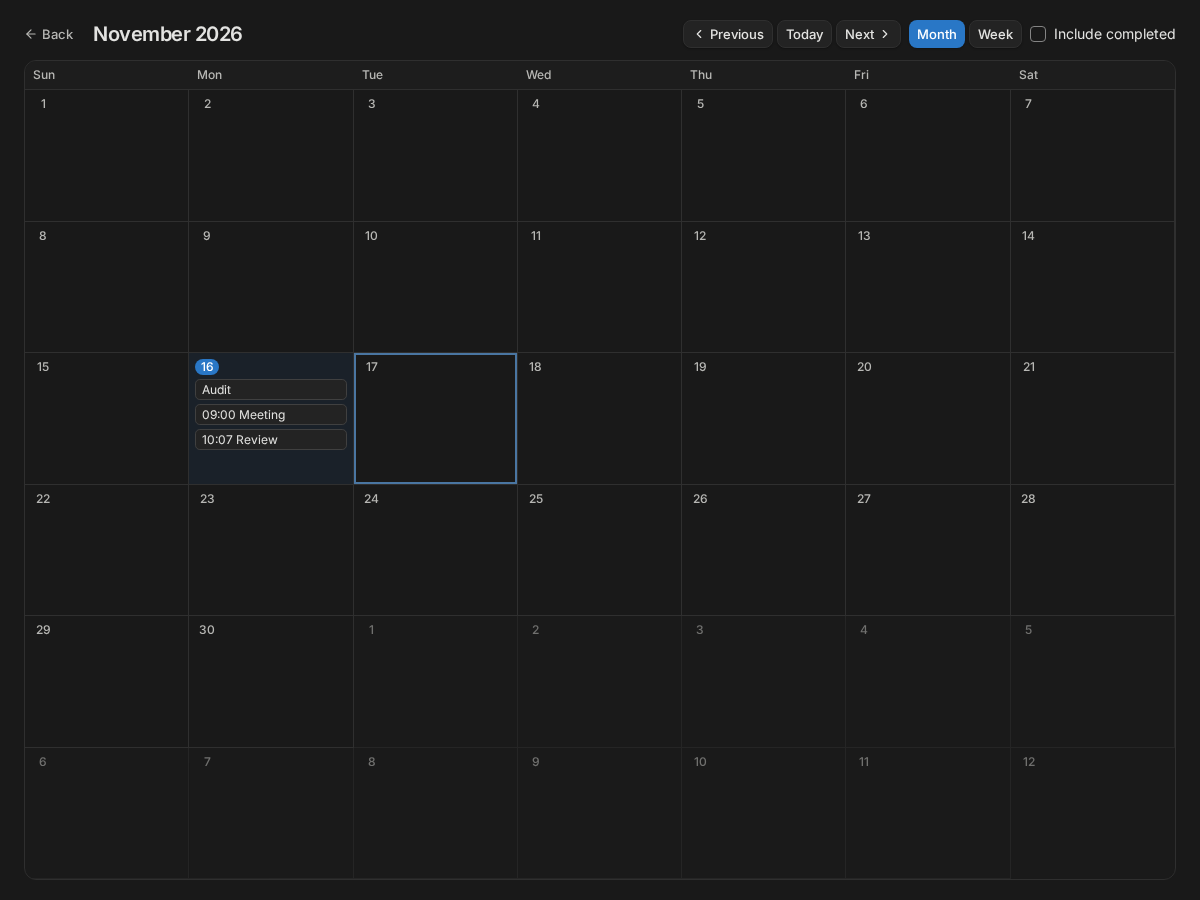 Back November 2026 Previous Today Next Month Week Include completed
Sun Mon Tue Wed Thu Fri Sat
1 2 3 4 5 6 7
8 9 10 11 12 13 14
15 16 17 18 19 20 21
Audit
09:00 Meeting
10:07 Review
22 23 24 25 26 27 28
29 30 1 2 3 4 5
6 7 8 9 10 11 12